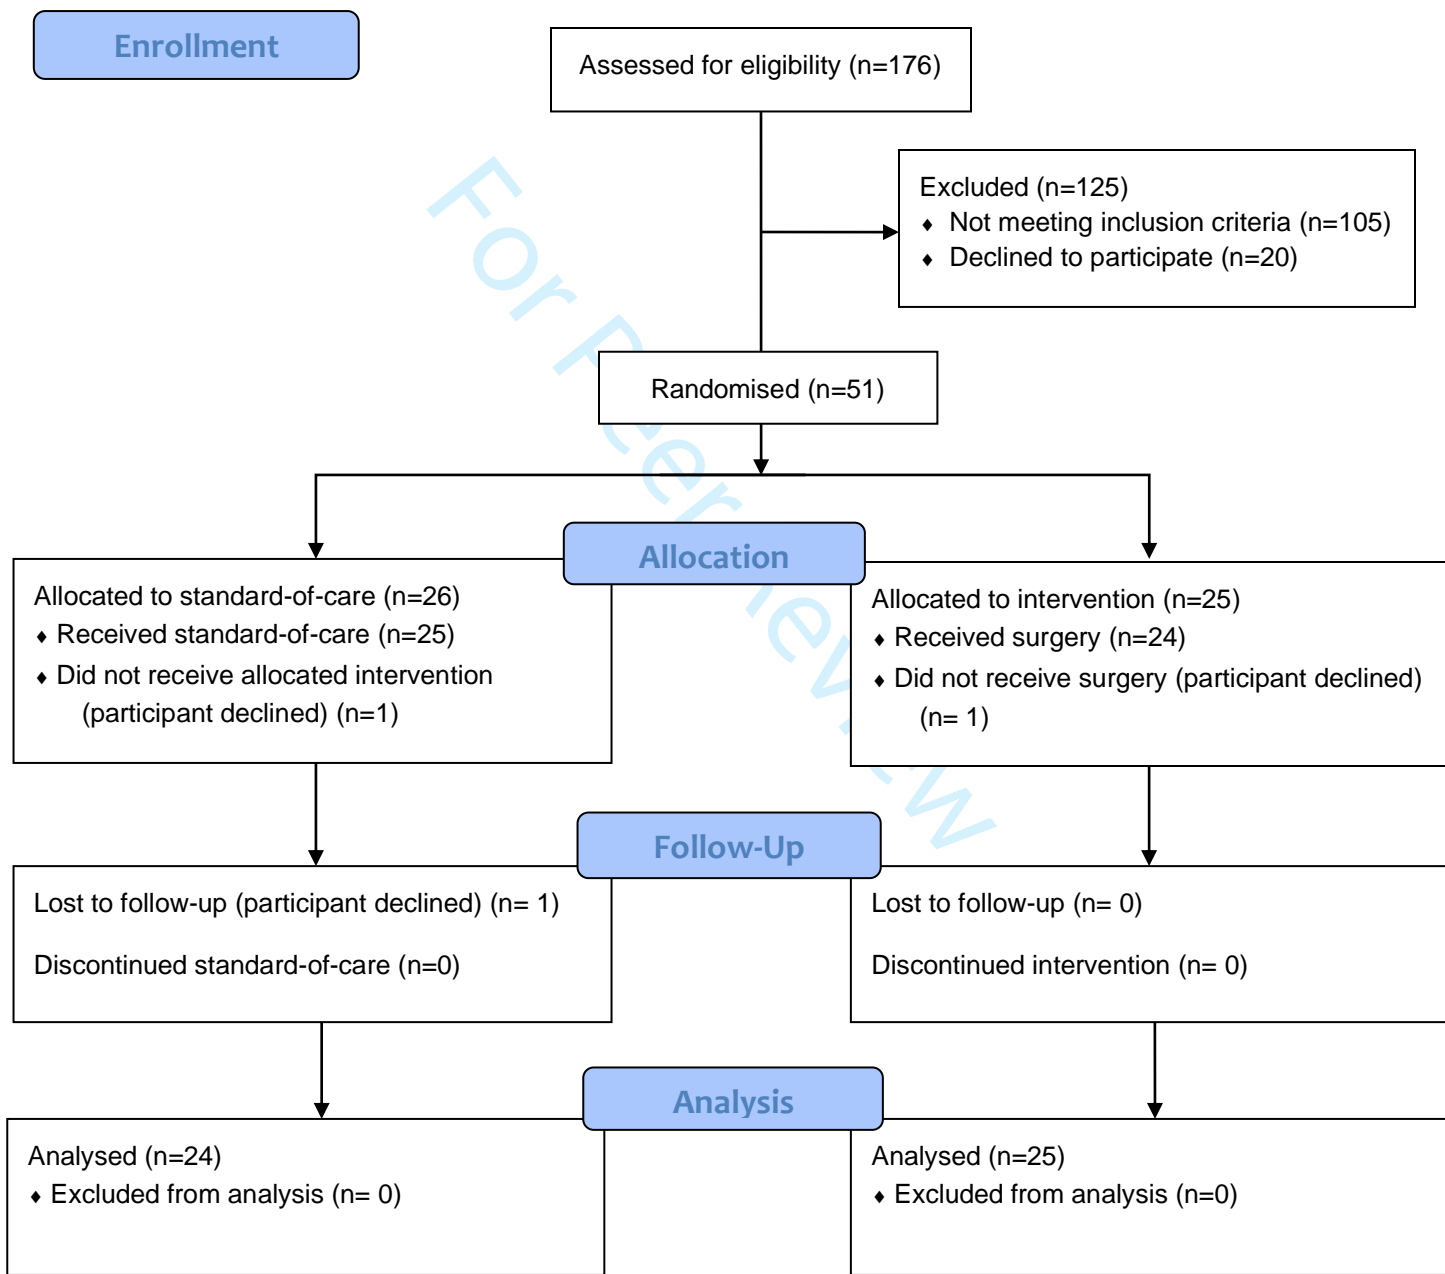 Enrollment
Assessed for eligibility (n=176)
Excluded (n=125)
♦ Not meeting inclusion criteria (n=105)
♦ Declined to participate (n=20)
Randomised (n=51)
Allocation
Allocated to standard-of-care (n=26)
♦ Received standard-of-care (n=25)
♦ Did not receive allocated intervention
(participant declined) (n=1)
Allocated to intervention (n=25)
♦ Received surgery (n=24)
♦ Did not receive surgery (participant declined)
(n= 1)
Follow-Up
Lost to follow-up (participant declined) (n= 1)
Discontinued standard-of-care (n=0)
Lost to follow-up (n= 0)
Discontinued intervention (n= 0)
Analysis
Analysed (n=24)
♦ Excluded from analysis (n= 0)
Analysed (n=25)
♦ Excluded from analysis (n=0)
For Peer Review